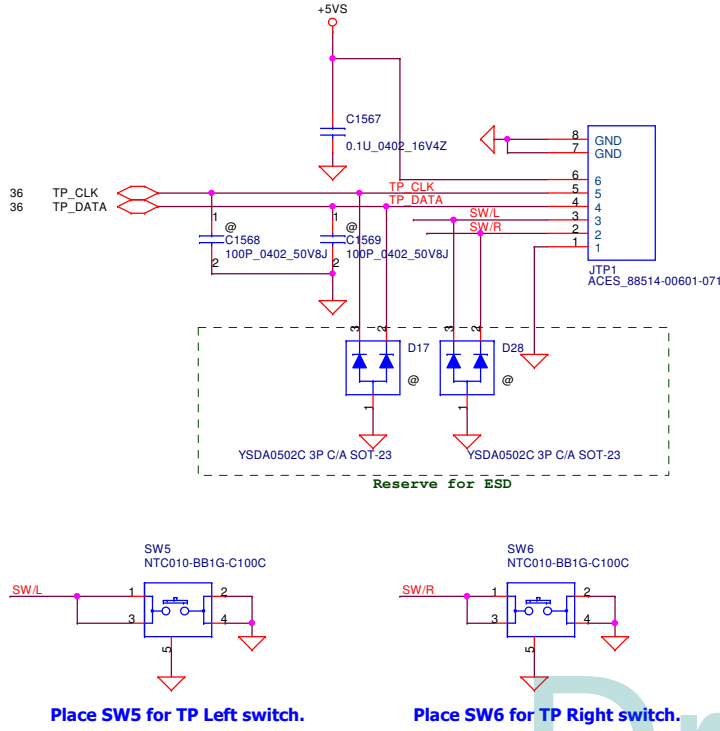 +5VS
C1567
0.1U_0402_16V4Z
8 GND
7 GND
6 6
36 TP_CLK TP_CLK 5 5
36 TP_DATA TP_DATA 4 4
SW/L 3 3
SW/R 2 2
1 1
JTP1
ACES_88514-00601-071
1 @ 1 @
C1568 C1569
100P_0402_50V8J 100P_0402_50V8J
2 2
3 2 3 2
D17 D28
@ @
1 1
YSDA0502C 3P C/A SOT-23 YSDA0502C 3P C/A SOT-23
Reserve for ESD
SW5 SW6
NTC010-BB1G-C100C NTC010-BB1G-C100C
SW/L 1 2 SW/R 1 2
3 4 3 4
5 5
Place SW5 for TP Left switch. Place SW6 for TP Right switch.